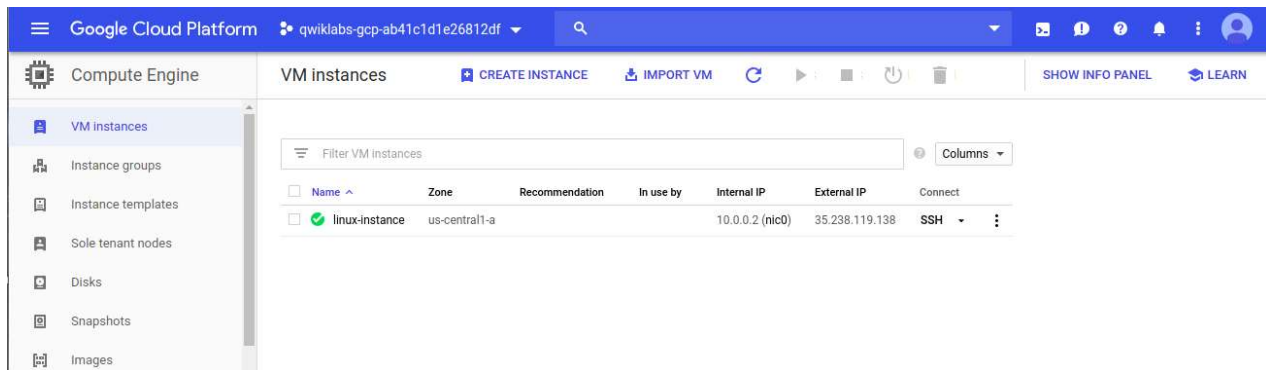 Google Cloud Platform qwiklabs-gcp-ab41c1d1e26812df
Compute Engine VM instances CREATE INSTANCE IMPORT VM SHOW INFO PANEL LEARN
VM instances
Instance groups
Instance templates
Sole tenant nodes
Disks
Snapshots
Images
Filter VM instances Columns
Name Zone Recommendation In use by Internal IP External IP Connect
linux-instance us-central1-a 10.0.0.2 (nic0) 35.238.119.138 SSH